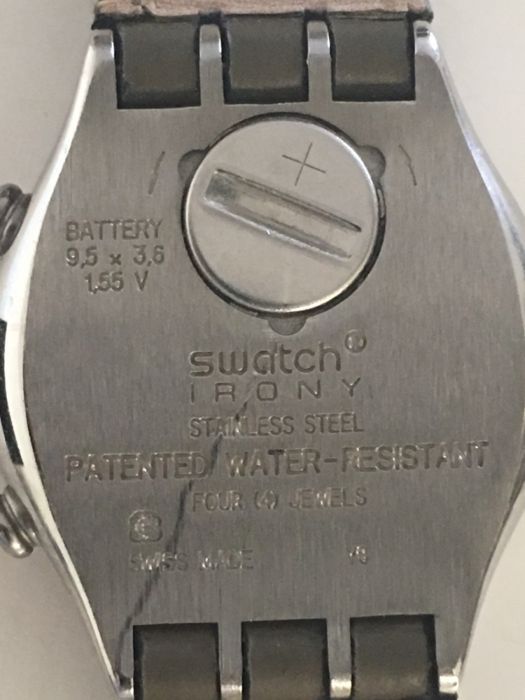 +
BATTERY
9,5 x 3,6
1,55 V
swatch
IRONY
STAINLESS STEEL
PATENTED WATER-RESISTANT
FOUR (4) JEWELS
SWISS MADE